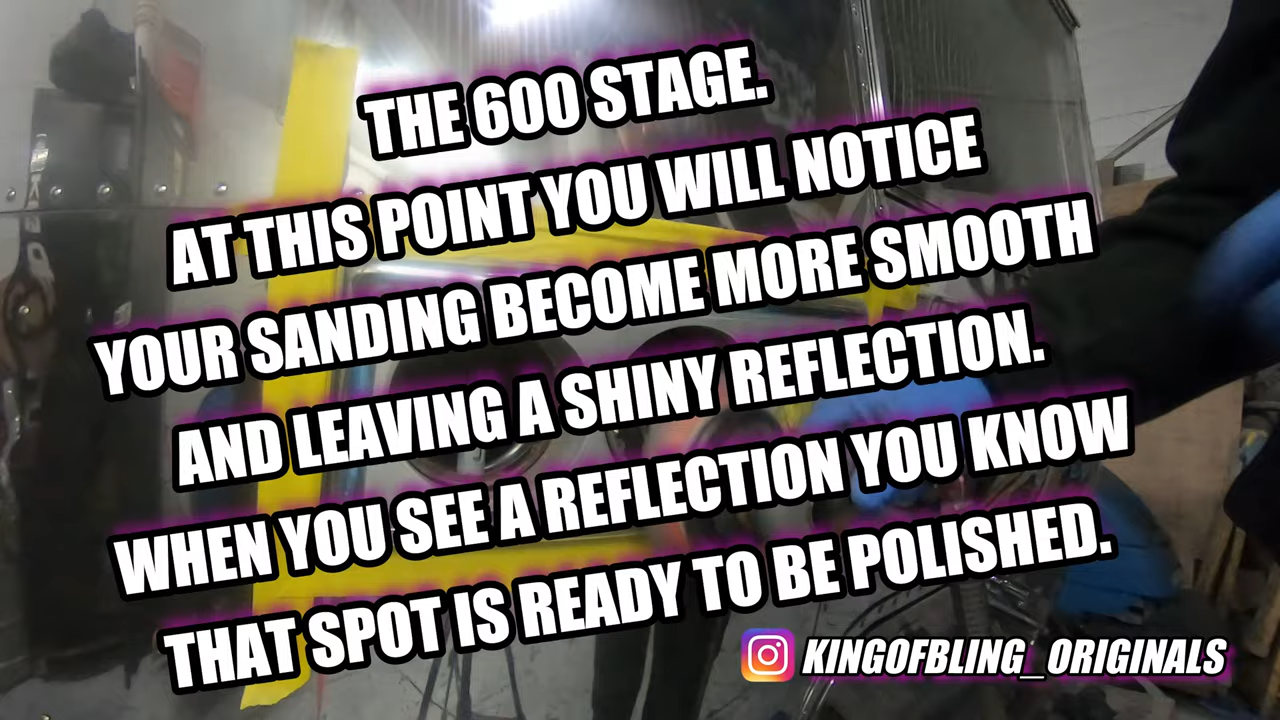 THE 600 STAGE.
AT THIS POINT YOU WILL NOTICE
YOUR SANDING BECOME MORE SMOOTH
AND LEAVING A SHINY REFLECTION.
WHEN YOU SEE A REFLECTION YOU KNOW
THAT SPOT IS READY TO BE POLISHED.
KINGOFBLING_ORIGINALS